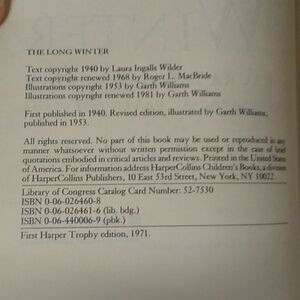 THE LONG WINTER
Text copyright 1940 by Laura Ingalls Wilder
Text copyright renewed 1968 by Roger L. MacBride
Illustrations copyright 1953 by Garth Williams
Illustrations copyright renewed 1981 by Garth Williams
First published in 1940. Revised edition, illustrated by Garth Williams,
published in 1953.
All rights reserved. No part of this book may be used or reproduced in any
manner whatsoever without written permission except in the case of brief
quotations embodied in critical articles and reviews. Printed in the United States
of America. For information address HarperCollins Children's Books, a division
of HarperCollins Publishers, 10 East 53rd Street, New York, NY 10022.
Library of Congress Catalog Card Number: 52-7530
ISBN 0-06-026460-8
ISBN 0-06-026461-6 (lib. bdg.)
ISBN 0-06-440006-9 (pbk.)
First Harper Trophy edition, 1971.